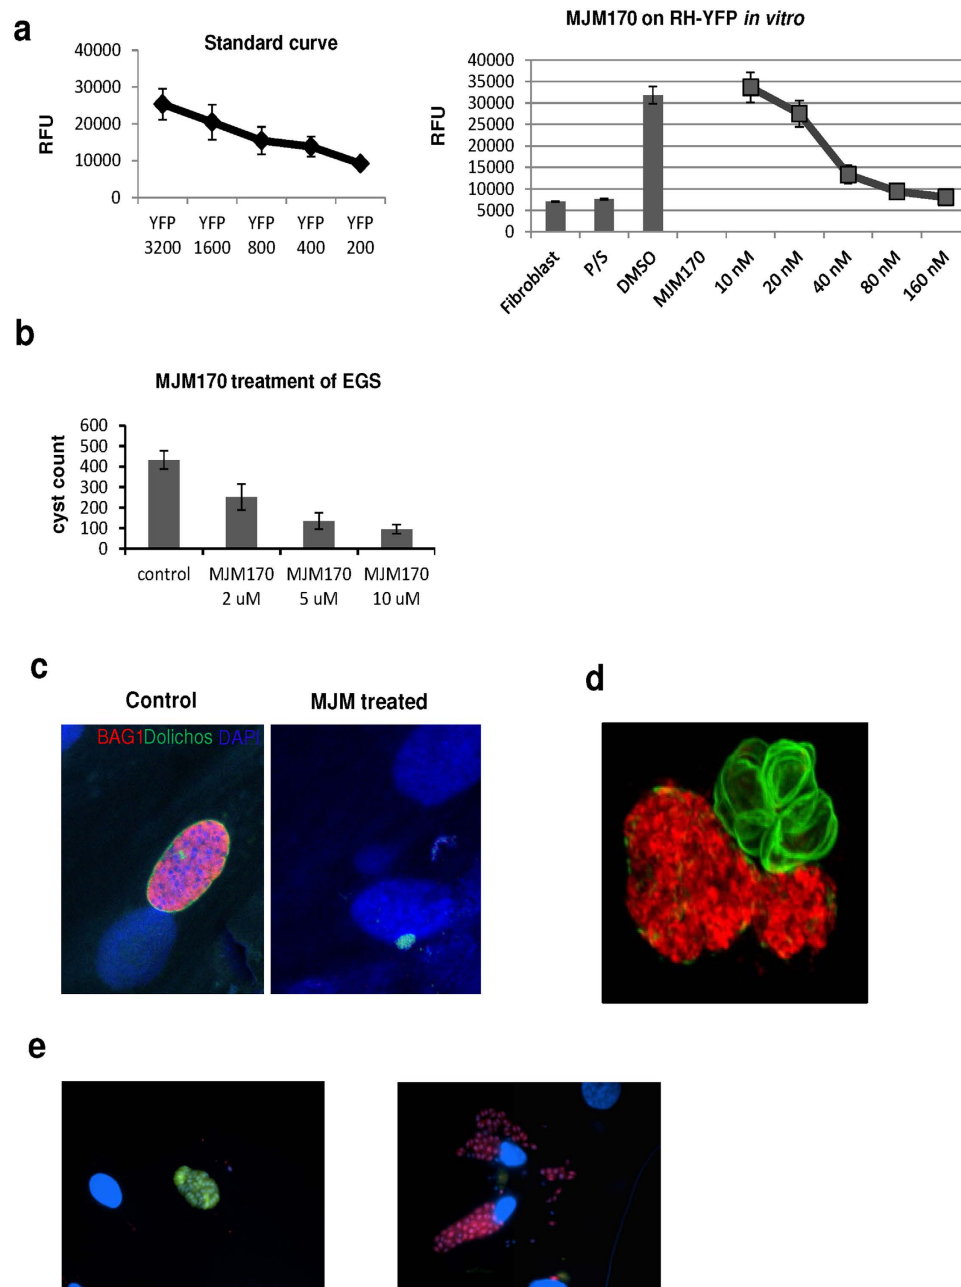 a
Standard curve
RFU
40000
30000
20000
10000
0
YFP 3200
YFP 1600
YFP 800
YFP 400
YFP 200
MJM170 on RH-YFP in vitro
RFU
40000
35000
30000
25000
20000
15000
10000
5000
0
Fibroblast
P/S
DMSO
MJM170
10 nM
20 nM
40 nM
80 nM
160 nM
b
MJM170 treatment of EGS
cyst count
600
500
400
300
200
100
0
control
MJM170 2 uM
MJM170 5 uM
MJM170 10 uM
c
Control
MJM treated
BAG1 Dolichos DAPI
d
e